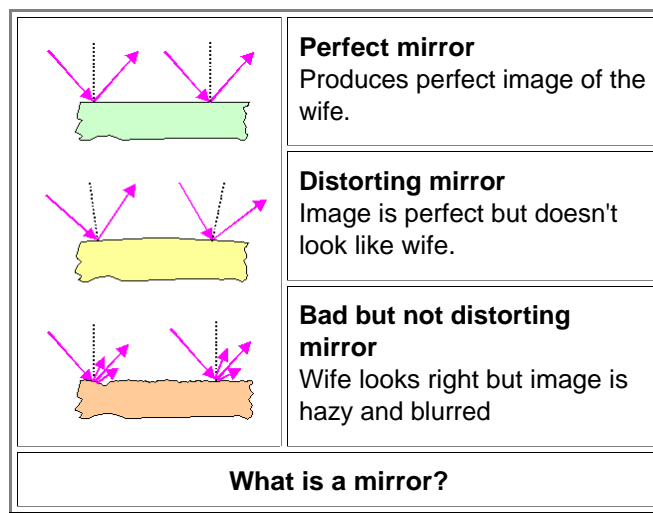 Perfect mirror
Produces perfect image of the
wife.
Distorting mirror
Image is perfect but doesn't
look like wife.
Bad but not distorting
mirror
Wife looks right but image is
hazy and blurred
What is a mirror?